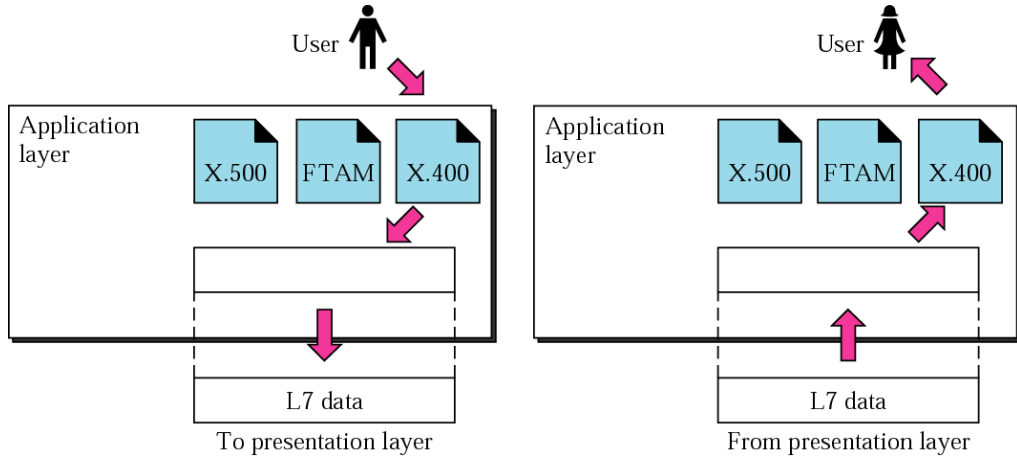 User
Application
layer
X.500 FTAM X.400
L7 data
To presentation layer
User
Application
layer
X.500 FTAM X.400
L7 data
From presentation layer